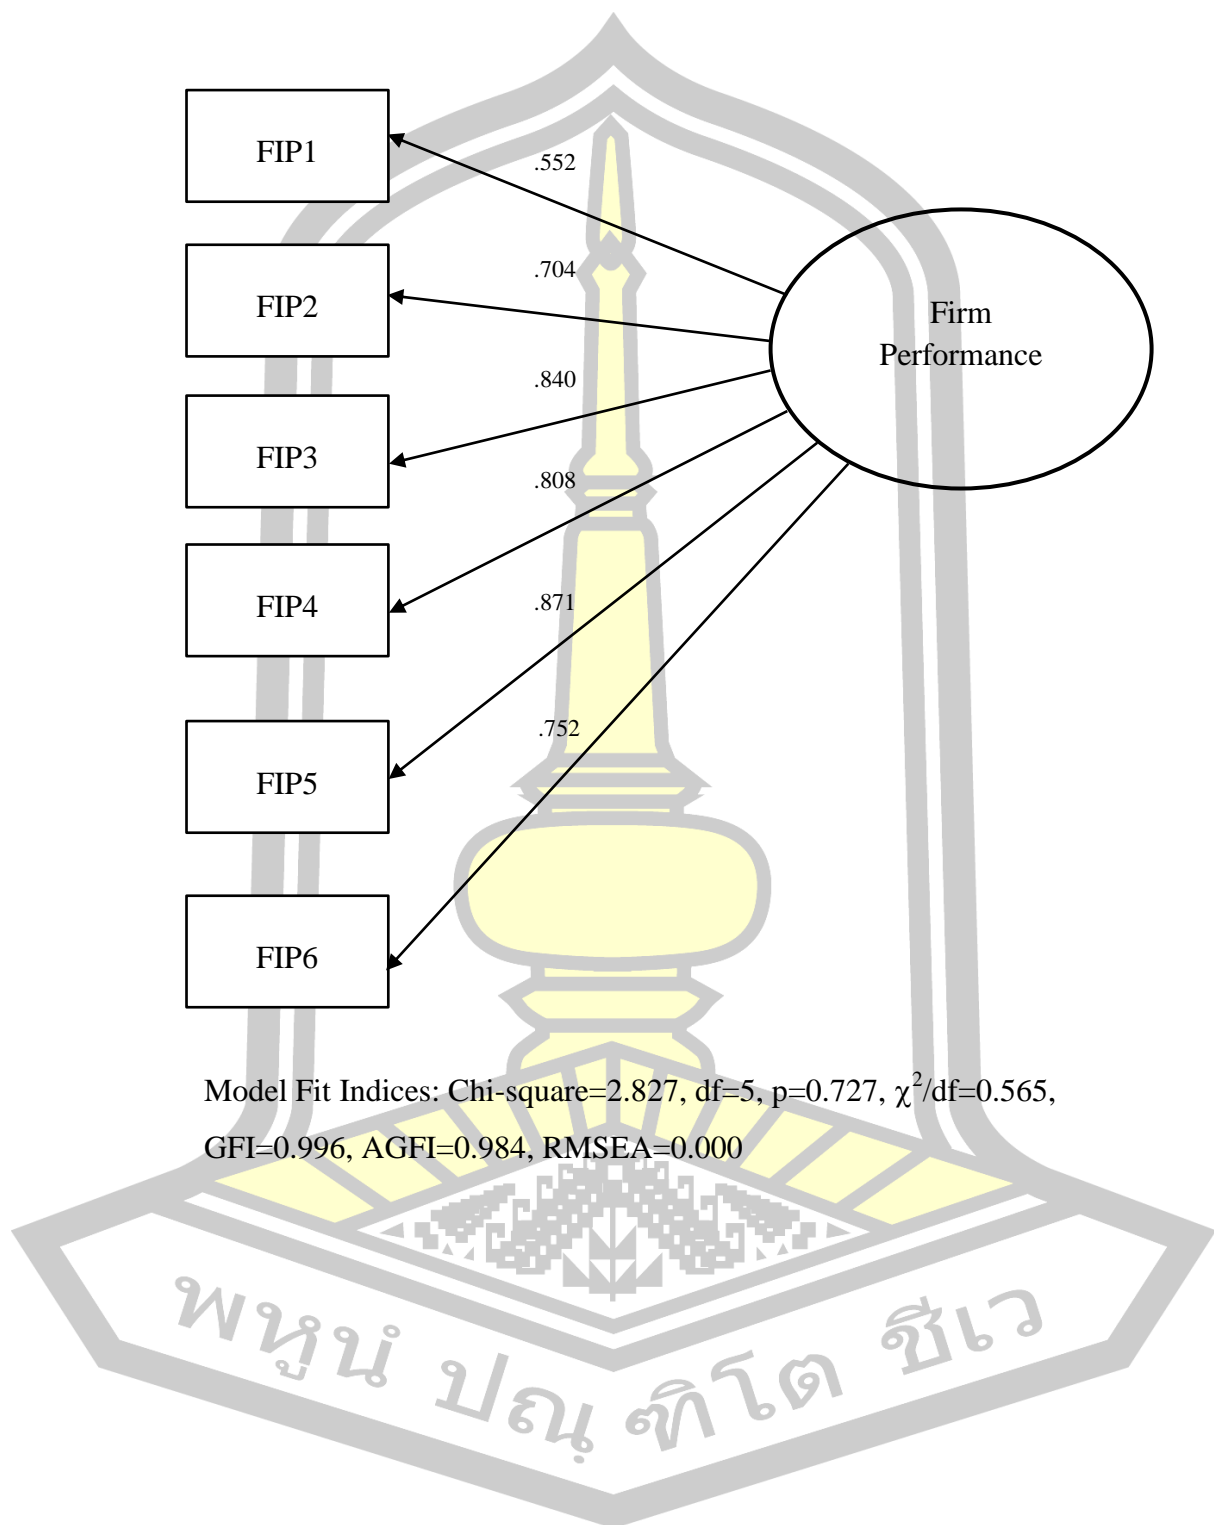 FIP1
.552
FIP2
.704
Firm
Performance
.840
FIP3
.808
FIP4
.871
FIP5
.752
FIP6
Model Fit Indices: Chi-square=2.827, df=5, p=0.727, χ²/df=0.565,
GFI=0.996, AGFI=0.984, RMSEA=0.000
พหูนํ ปณฺฑิโต ชีเว